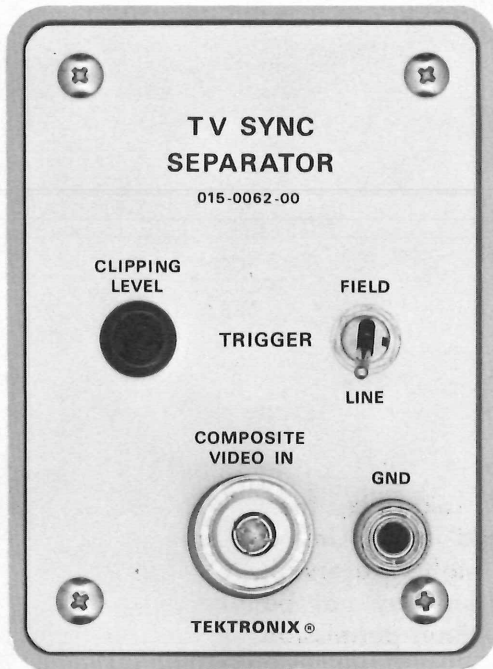 TV SYNC
SEPARATOR
015-0062-00
CLIPPING
LEVEL
FIELD
TRIGGER
LINE
COMPOSITE
VIDEO IN
GND
TEKTRONIX ®